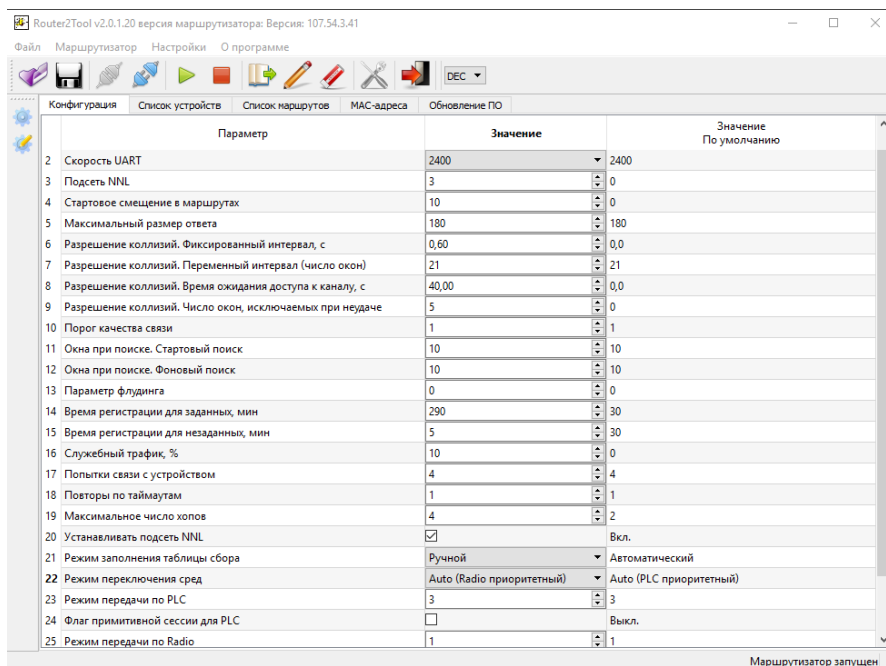 Router2Tool v2.0.1.20 версия маршрутизатора: Версия: 107.54.3.41
Файл Маршрутизатор Настройки О программе
DEC
Конфигурация Список устройств Список маршрутов MAC-адреса Обновление ПО
Параметр Значение Значение
По умолчанию
2 Скорость UART 2400 2400
3 Подсеть NNL 3 0
4 Стартовое смещение в маршрутах 10 0
5 Максимальный размер ответа 180 180
6 Разрешение коллизий. Фиксированный интервал, с 0,60 0,0
7 Разрешение коллизий. Переменный интервал (число окон) 21 21
8 Разрешение коллизий. Время ожидания доступа к каналу, с 40,00 0,0
9 Разрешение коллизий. Число окон, исключаемых при неудаче 5 0
10 Порог качества связи 1 1
11 Окна при поиске. Стартовый поиск 10 10
12 Окна при поиске. Фоновый поиск 10 10
13 Параметр флудинга 0 0
14 Время регистрации для заданных, мин 290 30
15 Время регистрации для незаданных, мин 5 30
16 Служебный трафик, % 10 0
17 Попытки связи с устройством 4 4
18 Повторы по таймаутам 1 1
19 Максимальное число хопов 4 2
20 Устанавливать подсеть NNL Вкл.
21 Режим заполнения таблицы сбора Ручной Автоматический
22 Режим переключения сред Auto (Radio приоритетный) Auto (PLC приоритетный)
23 Режим передачи по PLC 3 3
24 Флаг примитивной сессии для PLC Выкл.
25 Режим передачи по Radio 1 1
Маршрутизатор запущен